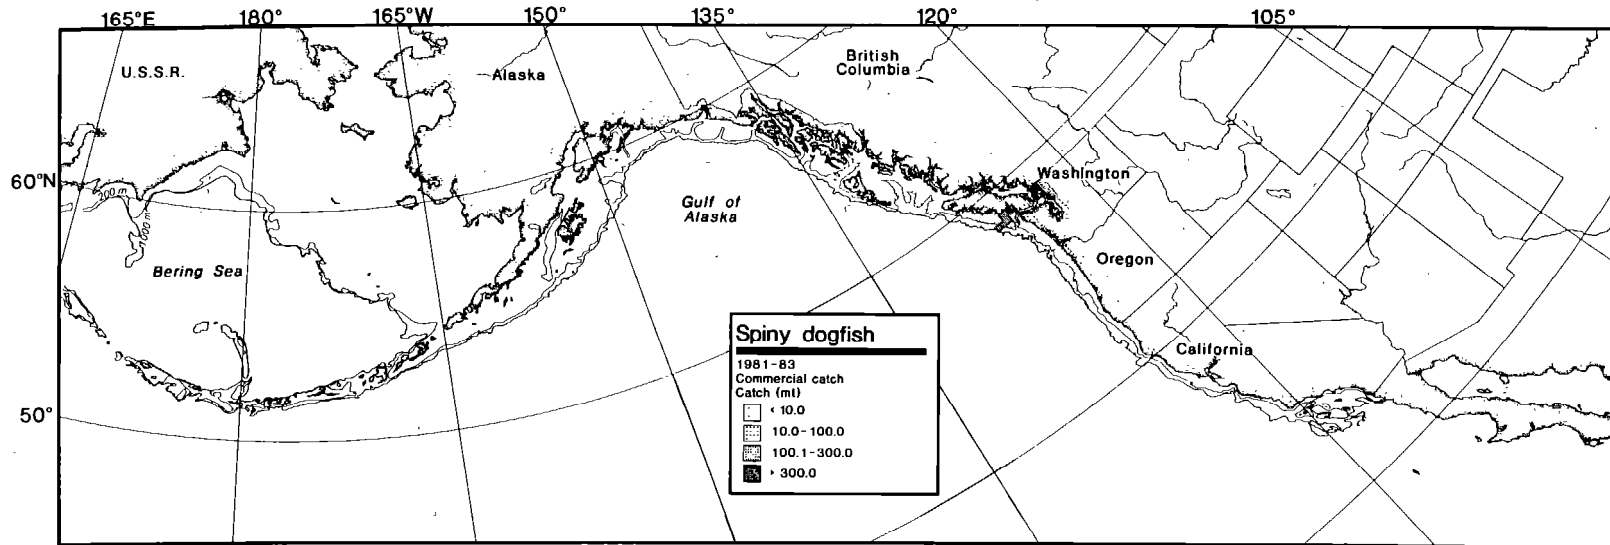 165°E 180° 165°W 150° 135° 120° 105°
U.S.S.R.
Alaska
British
Columbia
60°N
200 m
Washington
Gulf of
Alaska
Bering Sea
Oregon
Spiny dogfish
1981-83
Commercial catch
Catch (mt)
< 10.0
10.0-100.0
100.1-300.0
> 300.0
California
50°